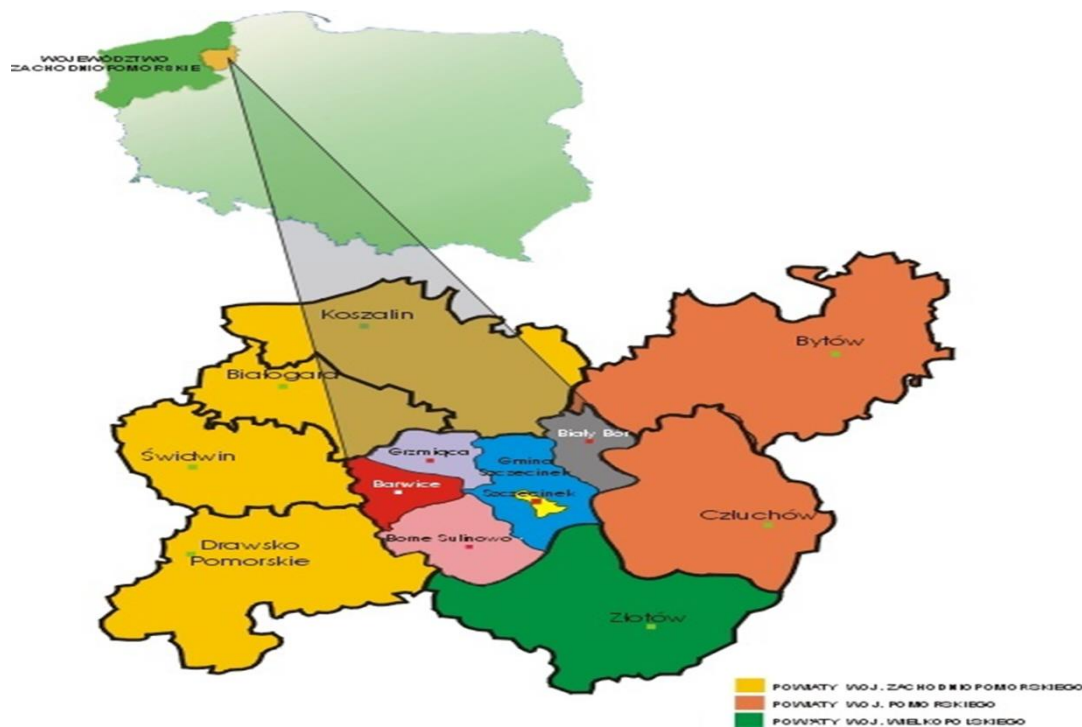 WOJEWÓDZTWO
ZACHODNIOPOMORSKIE
Koszalin
Bytów
Białogard
Biały Bór
Grzmiąca
Gmina
Szczecinek
Świdwin
Barwice
Szczecinek
Człuchów
Borne Sulinowo
Drawsko
Pomorskie
Złotów
POWIATY WOJ. ZACHODNIOPOMORSKIEGO
POWIATY WOJ. POMORSKIEGO
POWIATY WOJ. WIELKOPOLSKIEGO